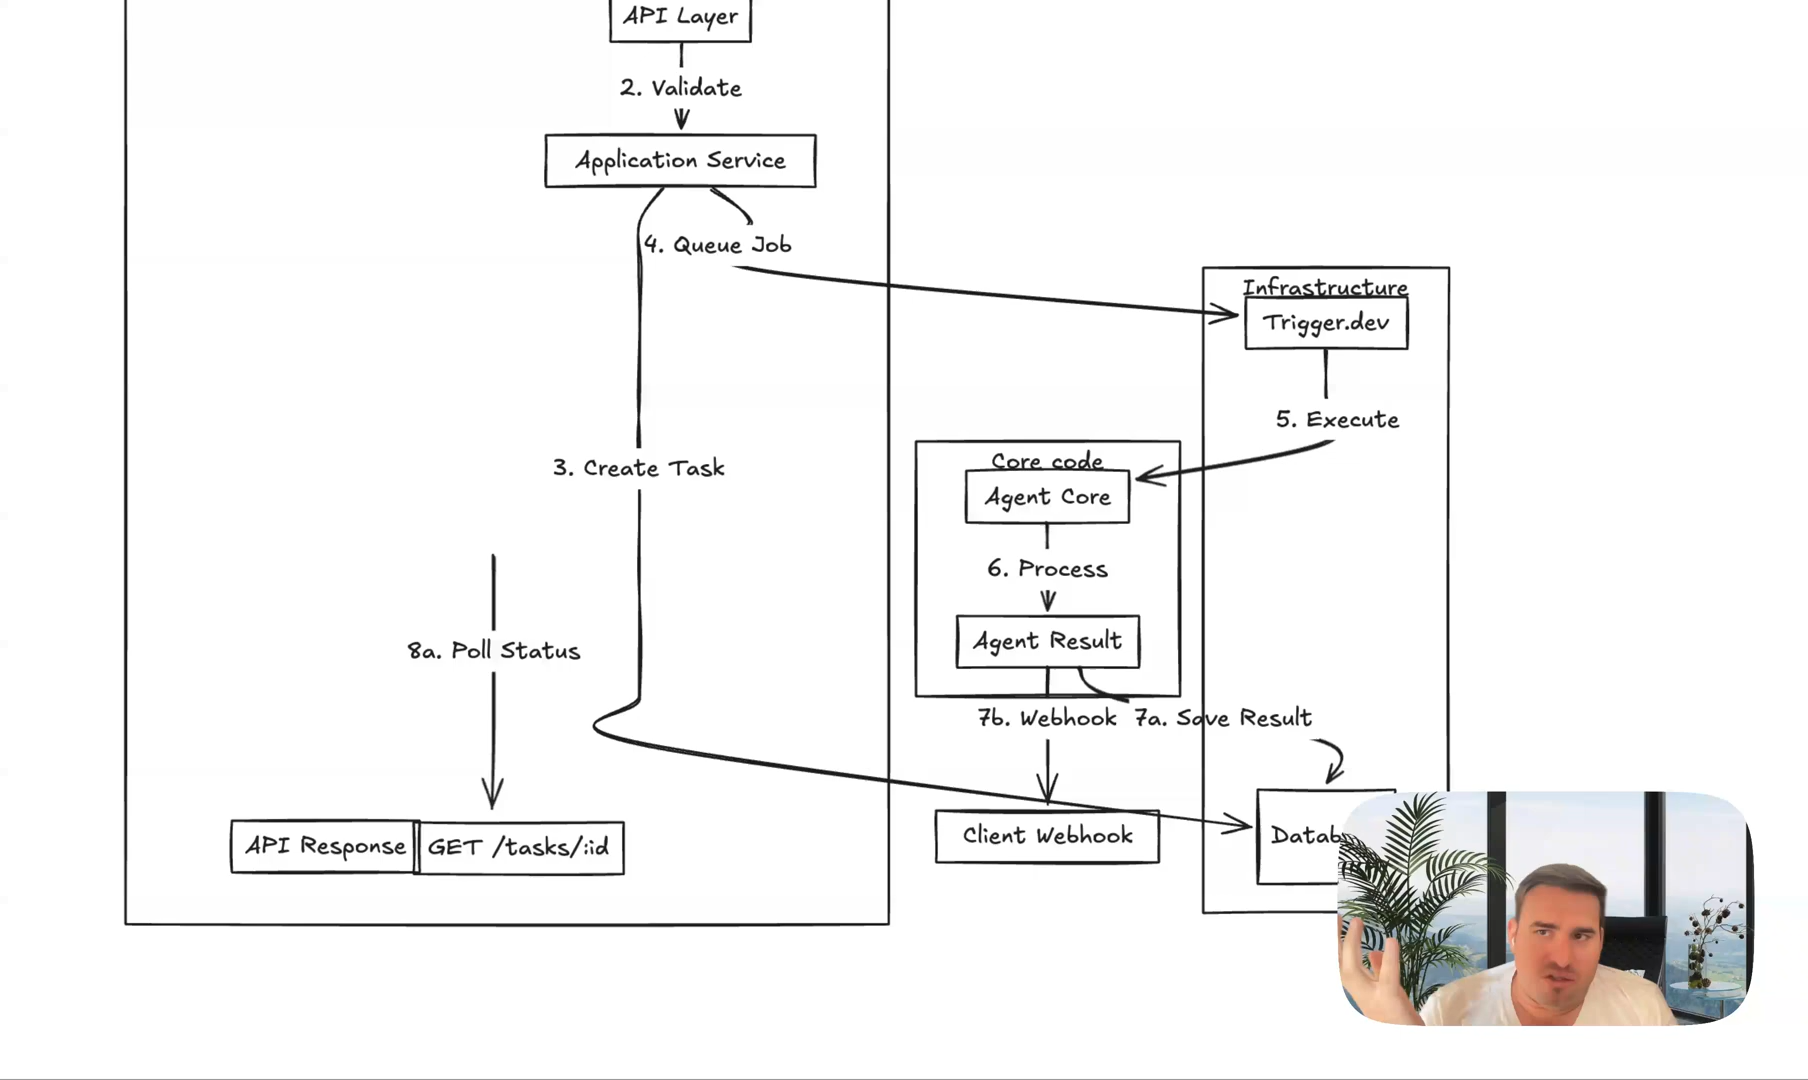 API Layer
2. Validate
Application Service
4. Queue Job
Infrastructure
Trigger.dev
5. Execute
3. Create Task
Core code
Agent Core
6. Process
Agent Result
8a. Poll Status
7b. Webhook
7a. Save Result
API Response
GET /tasks/:id
Client Webhook
Datab